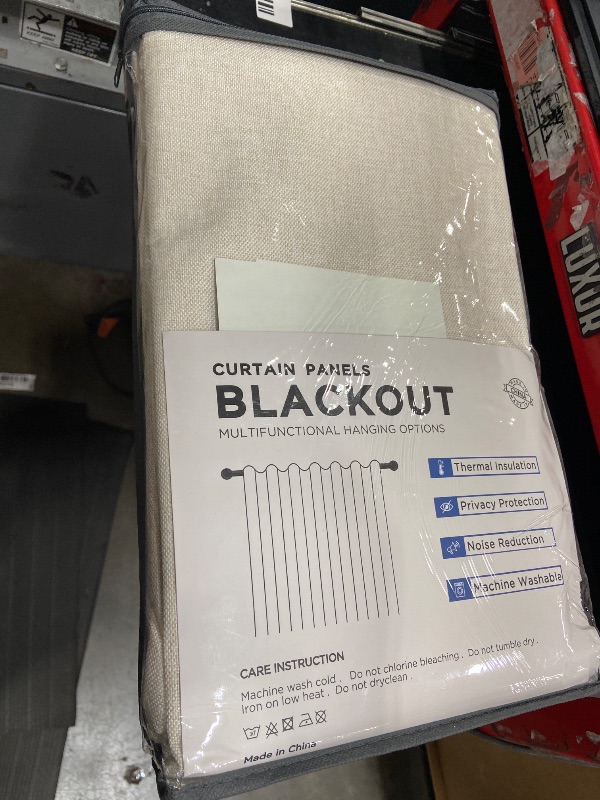 CURTAIN PANELS
BLACKOUT
MULTIFUNCTIONAL HANGING OPTIONS
Thermal Insulation
Privacy Protection
Noise Reduction
Machine Washable
CARE INSTRUCTION
Machine wash cold . Do not chlorine bleaching . Do not tumble dry .
Iron on low heat . Do not dryclean .
Made in China
LUXOR